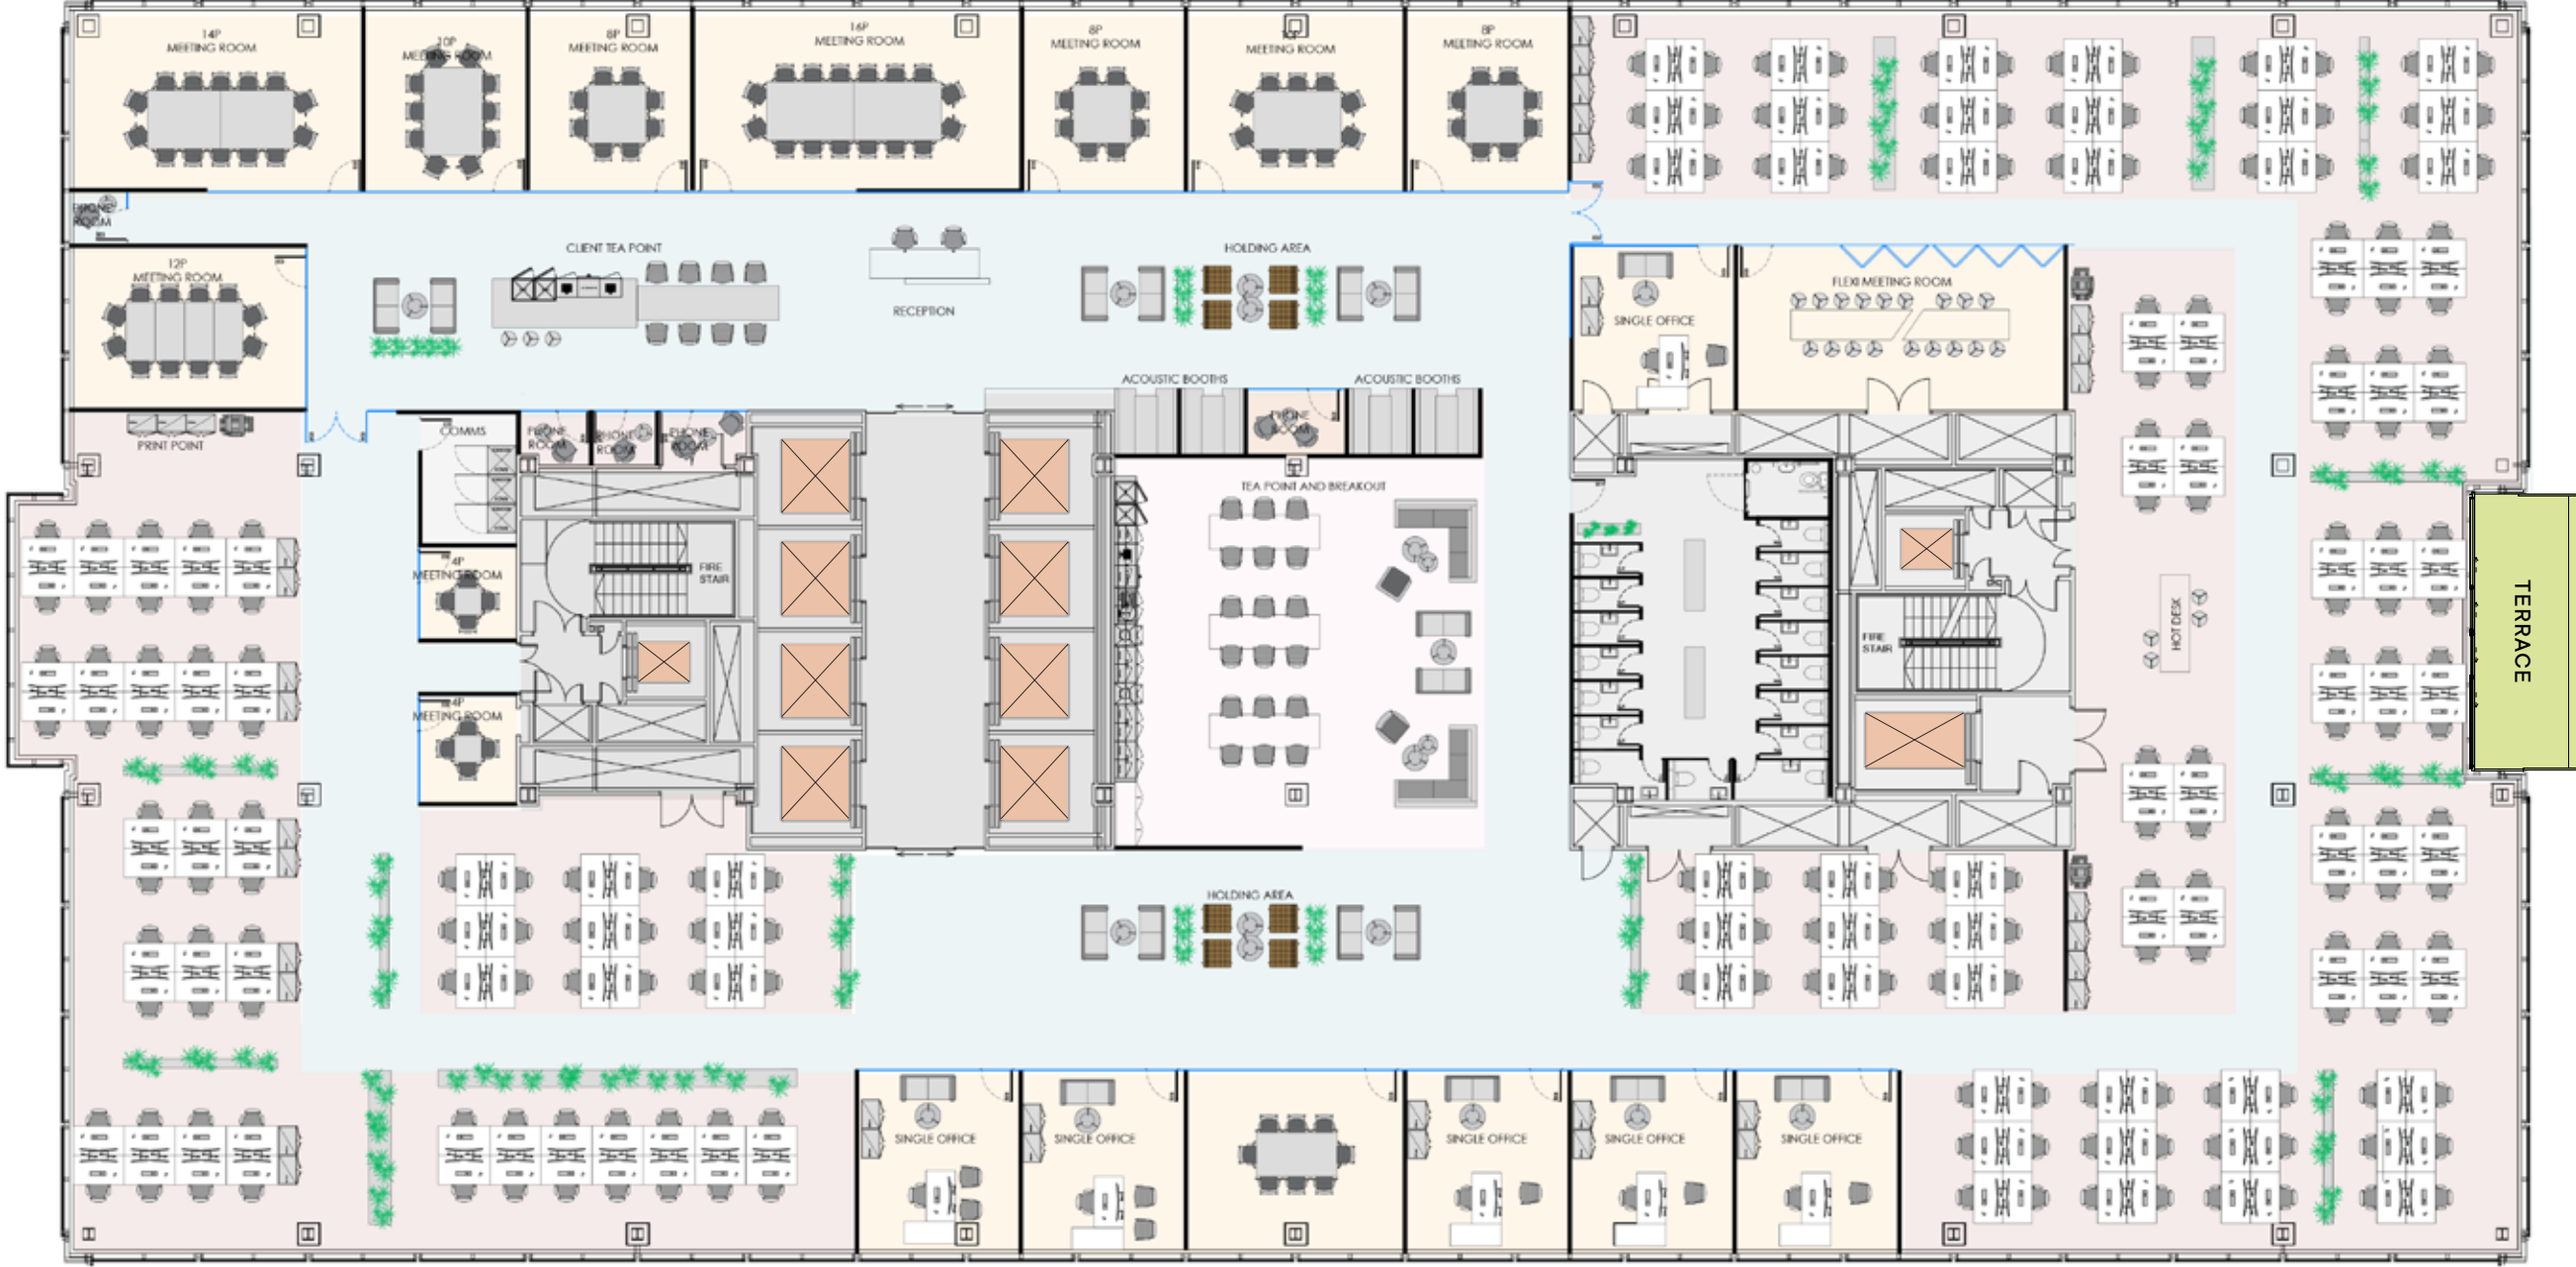 14P
MEETING ROOM
10P
MEETING ROOM
8P
MEETING ROOM
16P
MEETING ROOM
8P
MEETING ROOM
10P
MEETING ROOM
8P
MEETING ROOM
PHONE
ROOM
12P
MEETING ROOM
CLIENT TEA POINT
RECEPTION
HOLDING AREA
SINGLE OFFICE
FLEXI MEETING ROOM
ACOUSTIC BOOTHS
ACOUSTIC BOOTHS
PHONE
ROOM
PRINT POINT
COMMS
PHONE
ROOM
PHONE
ROOM
PHONE
ROOM
TEA POINT AND BREAKOUT
4P
MEETING ROOM
FIRE
STAIR
4P
MEETING ROOM
FIRE
STAIR
HOT DESK
TERRACE
HOLDING AREA
SINGLE OFFICE
SINGLE OFFICE
SINGLE OFFICE
SINGLE OFFICE
SINGLE OFFICE